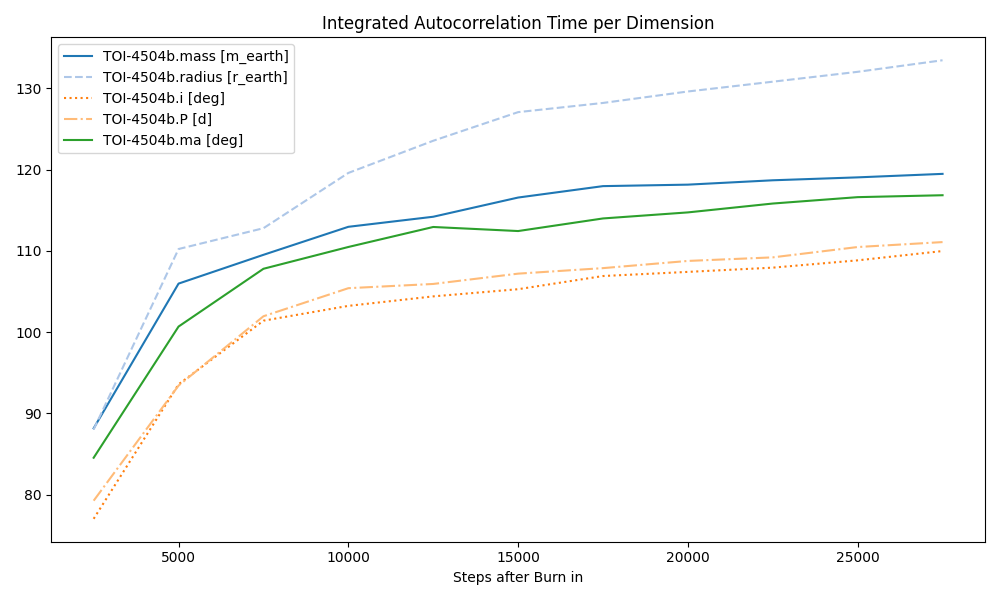 Integrated Autocorrelation Time per Dimension
TOI-4504b.mass [m_earth]
TOI-4504b.radius [r_earth]
TOI-4504b.i [deg]
TOI-4504b.P [d]
TOI-4504b.ma [deg]
130
120
110
100
90
80
5000 10000 15000 20000 25000
Steps after Burn in